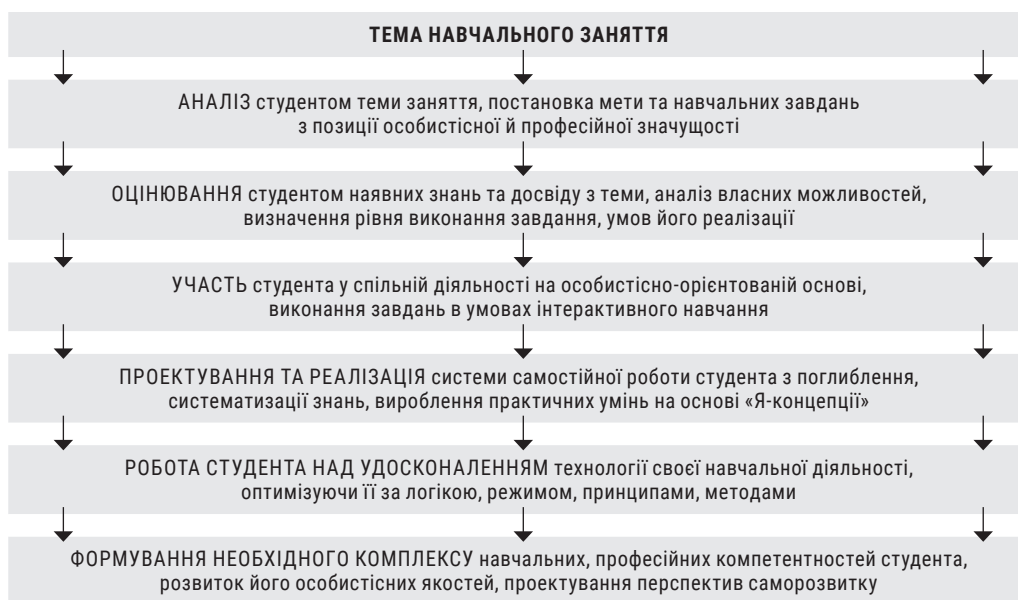 ТЕМА НАВЧАЛЬНОГО ЗАНЯТТЯ
АНАЛІЗ студентом теми заняття, постановка мети та навчальних завдань
з позиції особистісної й професійної значущості
ОЦІНЮВАННЯ студентом наявних знань та досвіду з теми, аналіз власних можливостей,
визначення рівня виконання завдання, умов його реалізації
УЧАСТЬ студента у спільній діяльності на особистісно-орієнтованій основі,
виконання завдань в умовах інтерактивного навчання
ПРОЕКТУВАННЯ ТА РЕАЛІЗАЦІЯ системи самостійної роботи студента з поглиблення,
систематизації знань, вироблення практичних умінь на основі «Я-концепції»
РОБОТА СТУДЕНТА НАД УДОСКОНАЛЕННЯМ технології своєї навчальної діяльності,
оптимізуючи її за логікою, режимом, принципами, методами
ФОРМУВАННЯ НЕОБХІДНОГО КОМПЛЕКСУ навчальних, професійних компетентностей студента,
розвиток його особистісних якостей, проектування перспектив саморозвитку